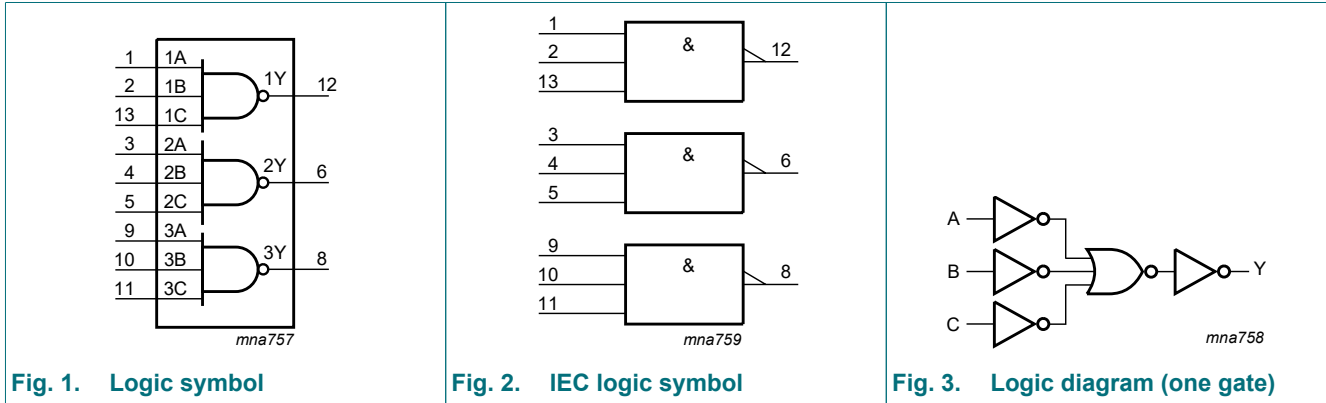 1 1A
2 1B 1Y 12
13 1C
3 2A
4 2B 2Y 6
5 2C
9 3A
10 3B 3Y 8
11 3C
mna757
Fig. 1. Logic symbol
1
2 & 12
13
3
4 & 6
5
9
10 & 8
11
mna759
Fig. 2. IEC logic symbol
A
B Y
C
mna758
Fig. 3. Logic diagram (one gate)